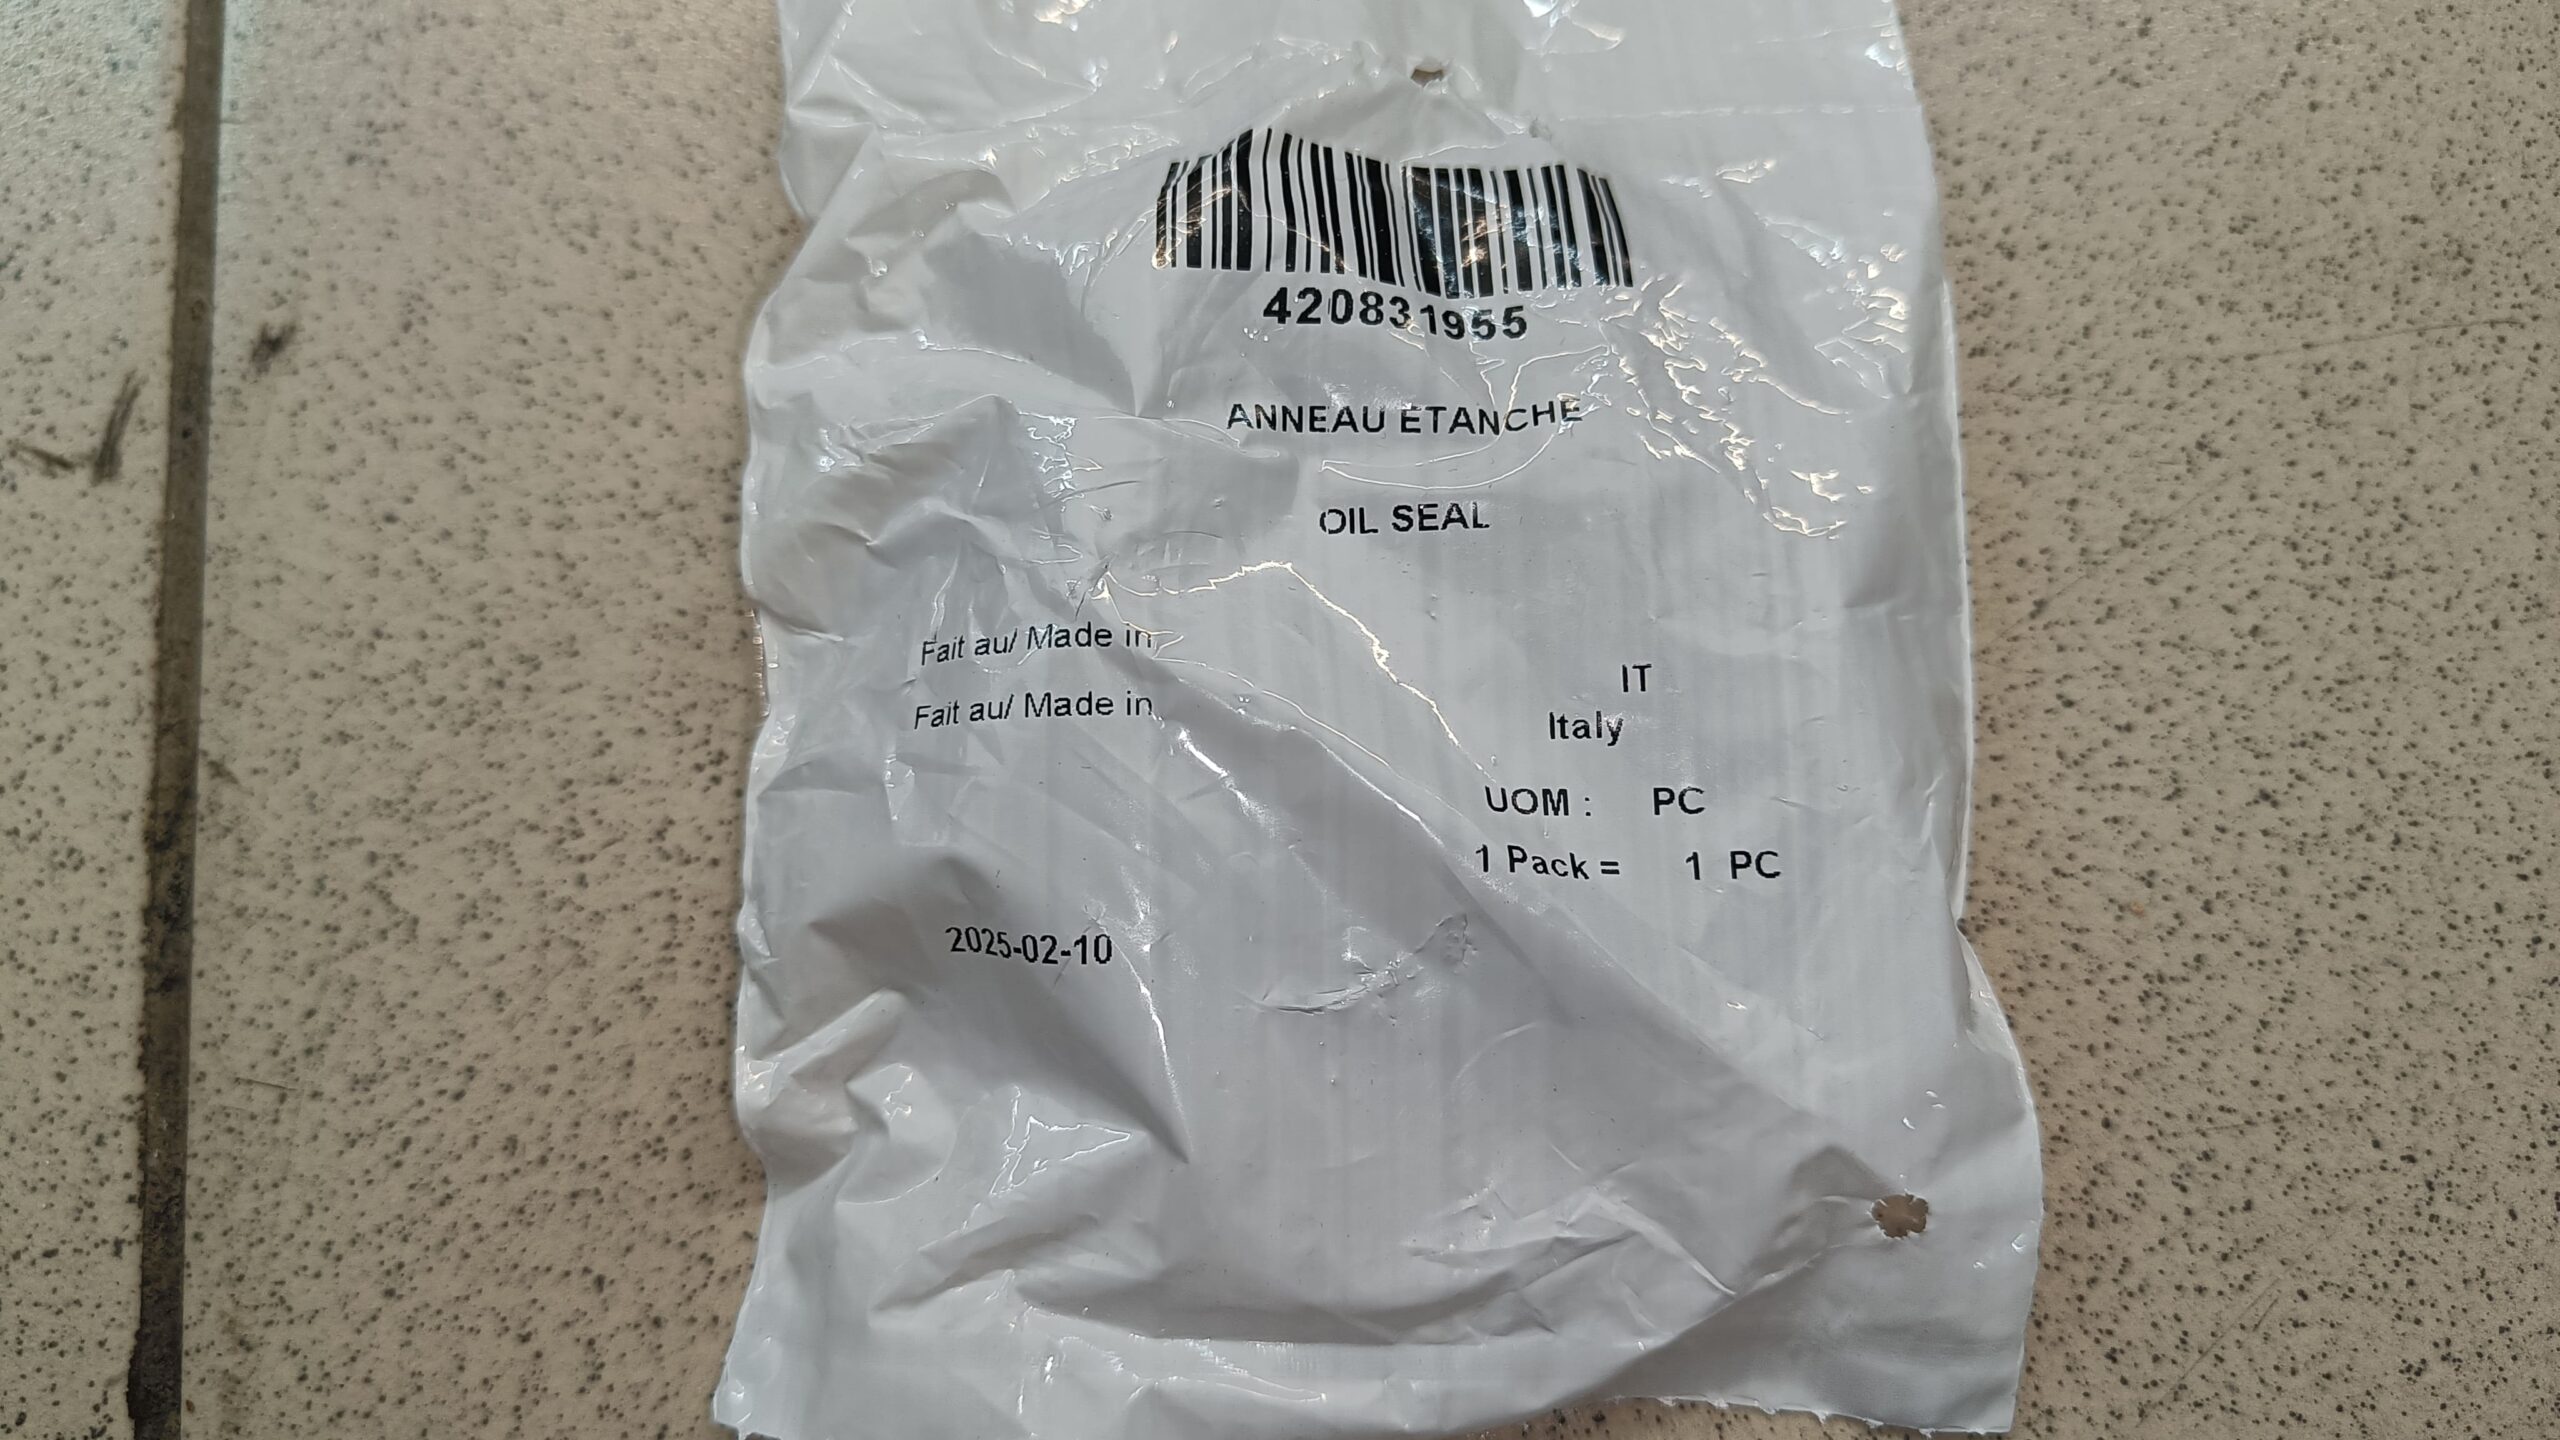 420831955
ANNEAU ETANCHE
OIL SEAL
Fait au/ Made in
IT
Fait au/ Made in
Italy
UOM : PC
1 Pack = 1 PC
2025-02-10